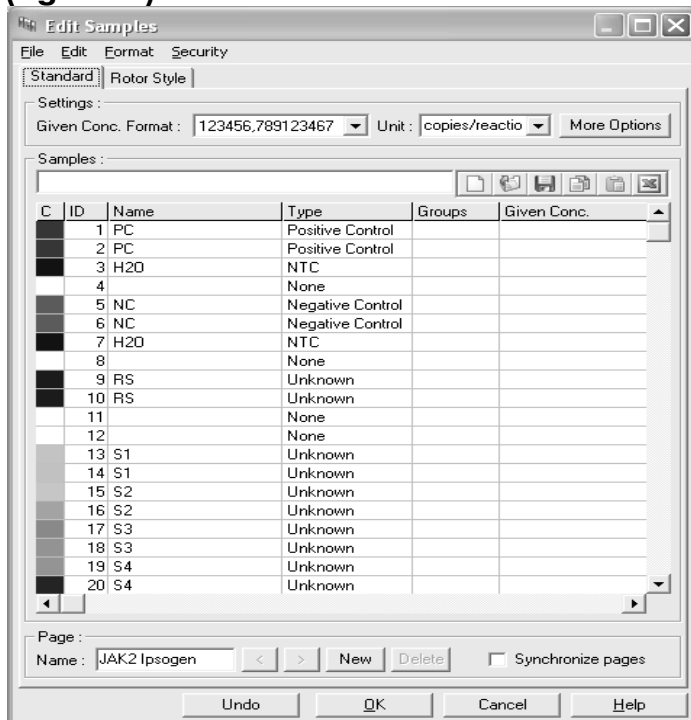 Edit Samples
File Edit Format Security
Standard Rotor Style
Settings :
Given Conc. Format : 123456,789123467 Unit : copies/reactio More Options
Samples :
C ID Name Type Groups Given Conc.
1 PC Positive Control
2 PC Positive Control
3 H2O NTC
4 None
5 NC Negative Control
6 NC Negative Control
7 H2O NTC
8 None
9 RS Unknown
10 RS Unknown
11 None
12 None
13 S1 Unknown
14 S1 Unknown
15 S2 Unknown
16 S2 Unknown
17 S3 Unknown
18 S3 Unknown
19 S4 Unknown
20 S4 Unknown
Page :
Name : JAK2 Ipsogen < > New Delete Synchronize pages
Undo OK Cancel Help